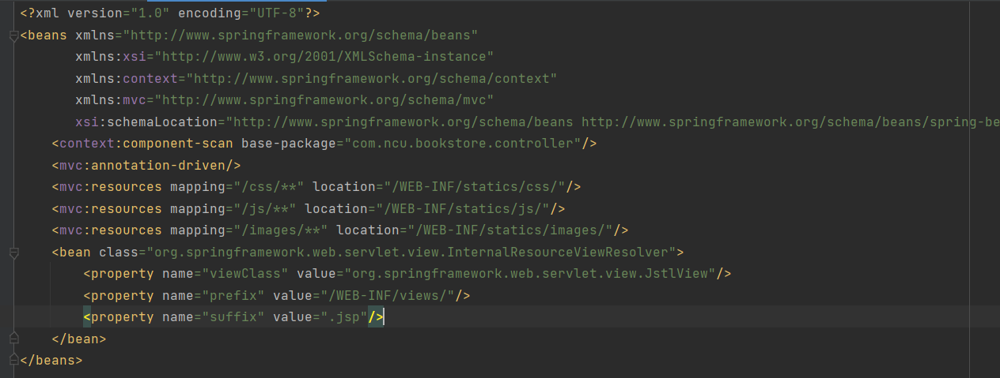 <?xml version="1.0" encoding="UTF-8"?>
<beans xmlns="http://www.springframework.org/schema/beans"
xmlns:xsi="http://www.w3.org/2001/XMLSchema-instance"
xmlns:context="http://www.springframework.org/schema/context"
xmlns:mvc="http://www.springframework.org/schema/mvc"
xsi:schemaLocation="http://www.springframework.org/schema/beans http://www.springframework.org/schema/beans/spring-be
<context:component-scan base-package="com.ncu.bookstore.controller"/>
<mvc:annotation-driven/>
<mvc:resources mapping="/css/**" location="/WEB-INF/statics/css/"/>
<mvc:resources mapping="/js/**" location="/WEB-INF/statics/js/"/>
<mvc:resources mapping="/images/**" location="/WEB-INF/statics/images/"/>
<bean class="org.springframework.web.servlet.view.InternalResourceViewResolver">
<property name="viewClass" value="org.springframework.web.servlet.view.JstlView"/>
<property name="prefix" value="/WEB-INF/views/"/>
<property name="suffix" value=".jsp"/>
</bean>
</beans>